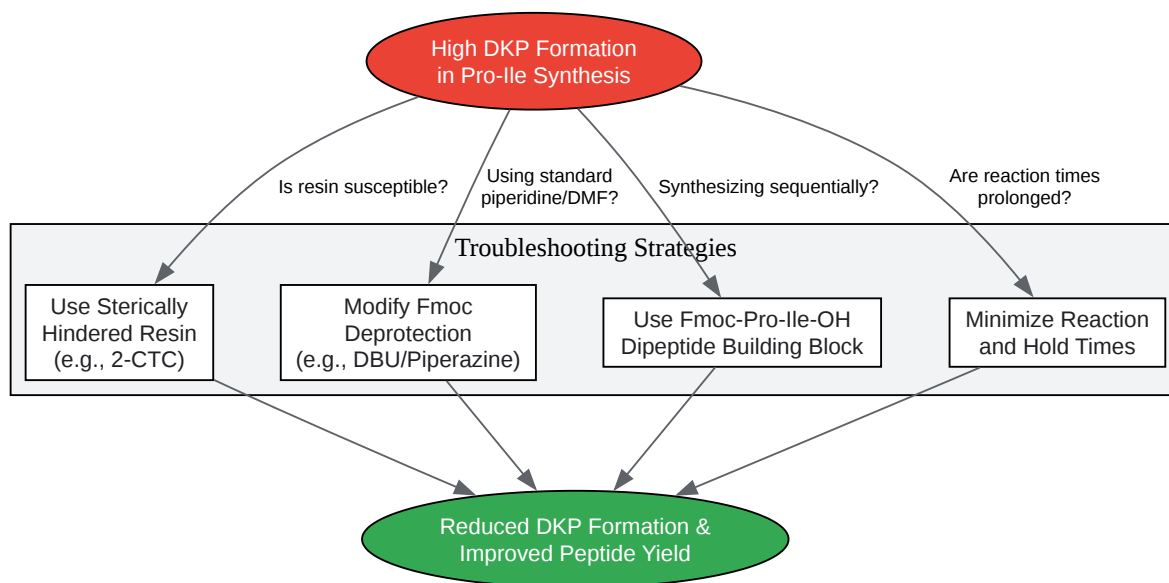 High DKP Formation
in Pro-Ile Synthesis
Is resin susceptible?
Using standard
piperidine/DMF?
Synthesizing sequentially?
Are reaction times
prolonged?
Troubleshooting Strategies
Use Sterically
Hindered Resin
(e.g., 2-CTC)
Modify Fmoc
Deprotection
(e.g., DBU/Piperazine)
Use Fmoc-Pro-Ile-OH
Dipeptide Building Block
Minimize Reaction
and Hold Times
Reduced DKP Formation &
Improved Peptide Yield